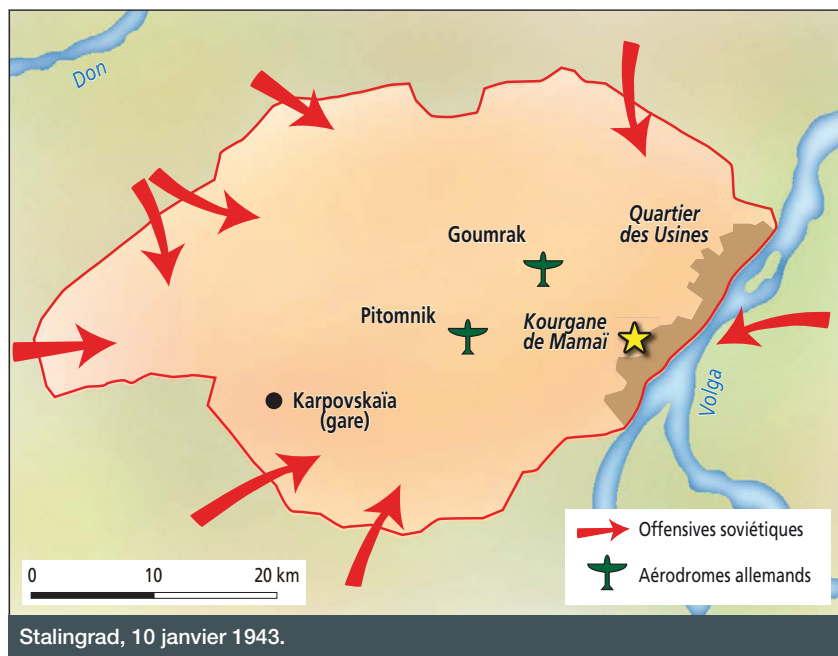 Don
Quartier
des Usines
Goumrak
Pitomnik
Kourgane
de Mamaï
Volga
Karpovskaïa
(gare)
Offensives soviétiques
Aérodromes allemands
0 10 20 km
Stalingrad, 10 janvier 1943.